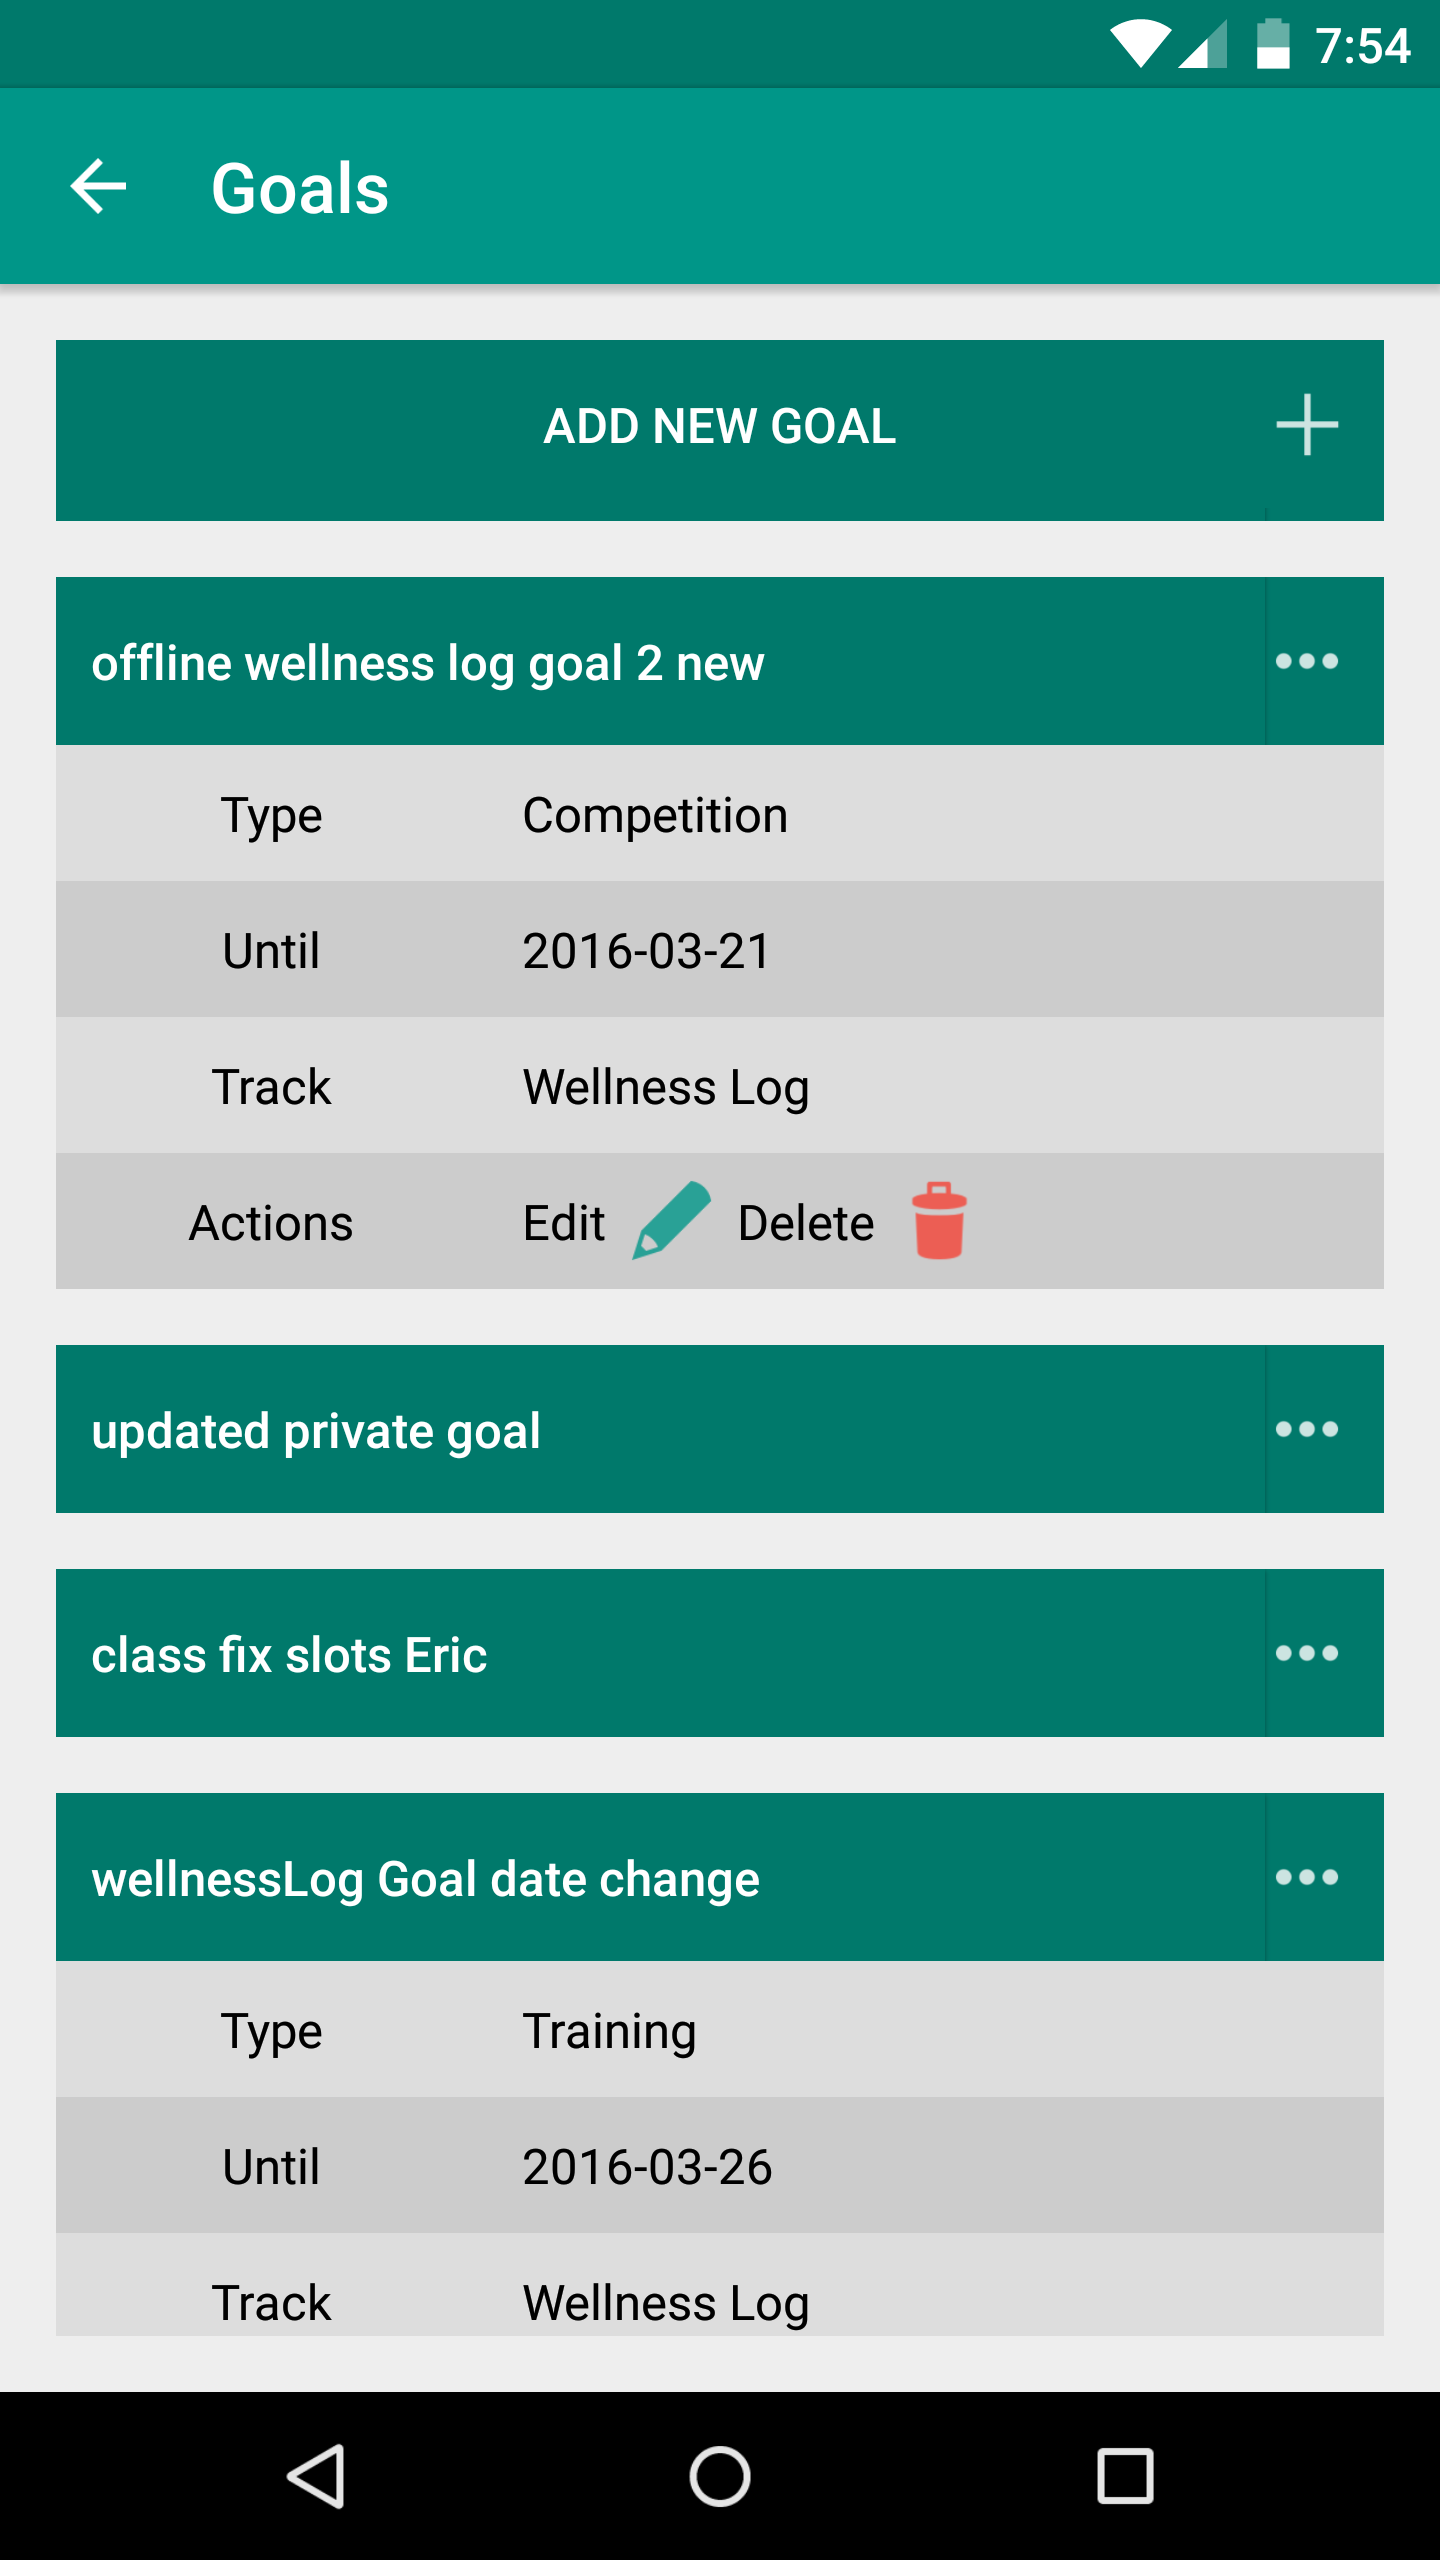 7:54
Goals
ADD NEW GOAL
offline wellness log goal 2 new
Type Competition
Until 2016-03-21
Track Wellness Log
Actions Edit Delete
updated private goal
class fix slots Eric
wellnessLog Goal date change
Type Training
Until 2016-03-26
Track Wellness Log